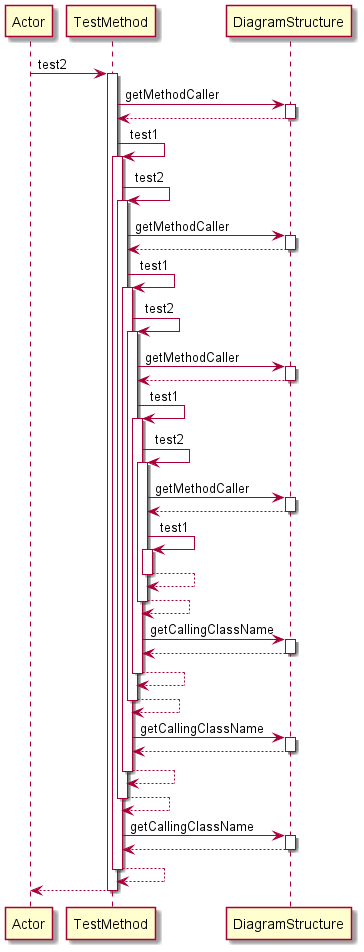 Actor TestMethod DiagramStructure
test2
getMethodCaller
test1
test2
getMethodCaller
test1
test2
getMethodCaller
test1
test2
getMethodCaller
test1
getCallingClassName
getCallingClassName
getCallingClassName
Actor TestMethod DiagramStructure